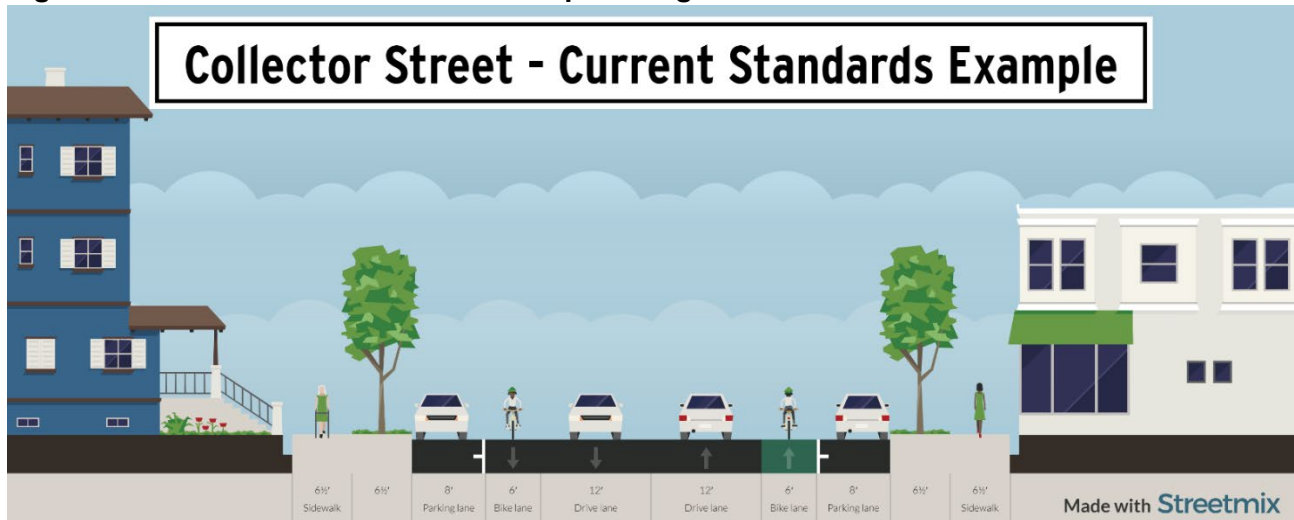 Collector Street - Current Standards Example
6½' 6½' 8' 6' 12' 12' 6' 8' 6½' 6½'
Sidewalk Parking lane Bike lane Drive lane Drive lane Bike lane Parking lane Sidewalk
Made with Streetmix